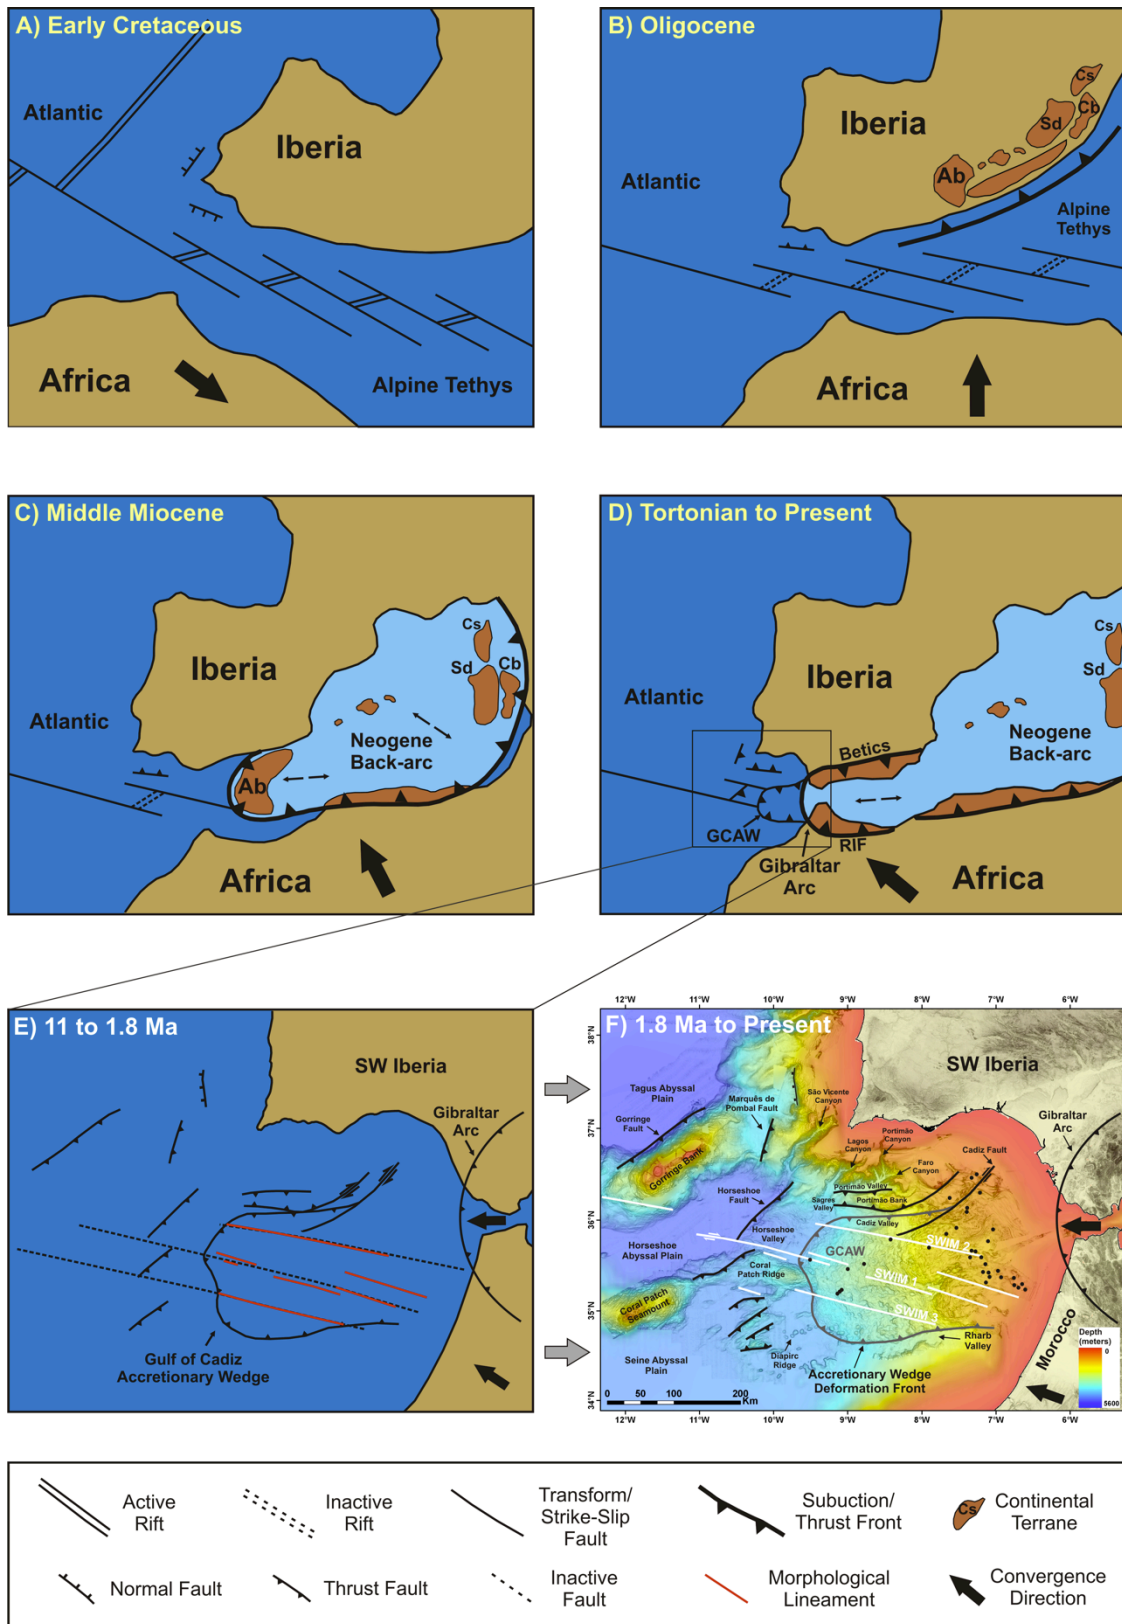 A) Early Cretaceous
Atlantic
Iberia
Africa
Alpine Tethys
B) Oligocene
Cs
Cb
Sd
Iberia
Ab
Atlantic
Alpine
Tethys
Africa
C) Middle Miocene
Cs
Sd
Cb
Iberia
Atlantic
Neogene
Back-arc
Ab
Africa
D) Tortonian to Present
Cs
Sd
Iberia
Atlantic
Neogene
Back-arc
Betics
GCAW
RIF
Gibraltar
Arc
Africa
E) 11 to 1.8 Ma
SW Iberia
Gibraltar
Arc
Gulf of Cadiz
Accretionary Wedge
12°W 11°W 10°W 9°W 8°W 7°W 6°W
F) 1.8 Ma to Present
38°N
37°N
36°N
35°N
34°N
SW Iberia
Tagus Abyssal
Plain
Marquês de
Pombal Fault
São Vicente
Canyon
Gorringe
Fault
Gibraltar
Arc
Portimão
Canyon
Lagos
Canyon
Cadiz Fault
Faro
Canyon
Gorringe Bank
Horseshoe
Fault
Portimão Valley
Sagres
Valley
Portimão Bank
Cadiz Valley
Horseshoe
Valley
SWIM 2
Horseshoe
Abyssal Plain
GCAW
Coral
Patch Ridge
SWIM 1
Coral Patch
Seamount
SWIM 3
Rharb
Valley
Diapirc
Ridge
Morocco
Seine Abyssal
Plain
Accretionary Wedge
Deformation Front
Depth
(meters)
0
5600
0 25 50 100 200
Km
12°W 11°W 10°W 9°W 8°W 7°W 6°W
Active
Rift
Inactive
Rift
Transform/
Strike-Slip
Fault
Subuction/
Thrust Front
Cs
Continental
Terrane
Normal Fault
Thrust Fault
Inactive
Fault
Morphological
Lineament
Convergence
Direction